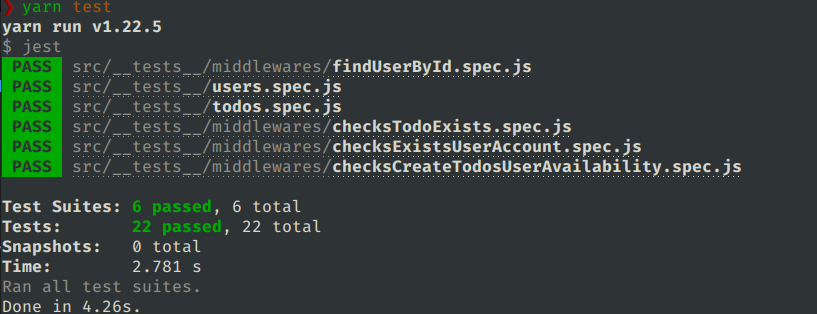 ❯ yarn test
yarn run v1.22.5
$ jest
PASS src/__tests__/middlewares/findUserById.spec.js
PASS src/__tests__/users.spec.js
PASS src/__tests__/todos.spec.js
PASS src/__tests__/middlewares/checksTodoExists.spec.js
PASS src/__tests__/middlewares/checksExistsUserAccount.spec.js
PASS src/__tests__/middlewares/checksCreateTodosUserAvailability.spec.js

Test Suites: 6 passed, 6 total
Tests:       22 passed, 22 total
Snapshots:   0 total
Time:        2.781 s
Ran all test suites.
Done in 4.26s.